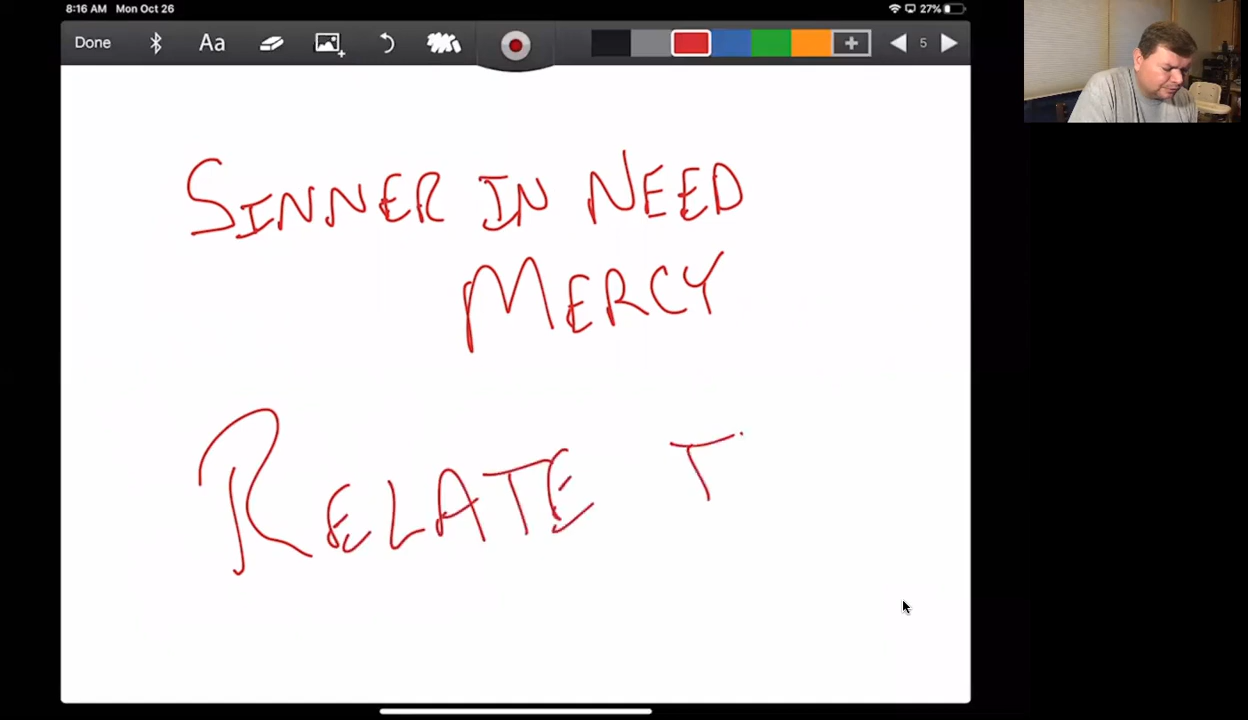 8:16 AM Mon Oct 26
27%
Done
Aa
5
SINNER IN NEED
MERCY
RELATE T